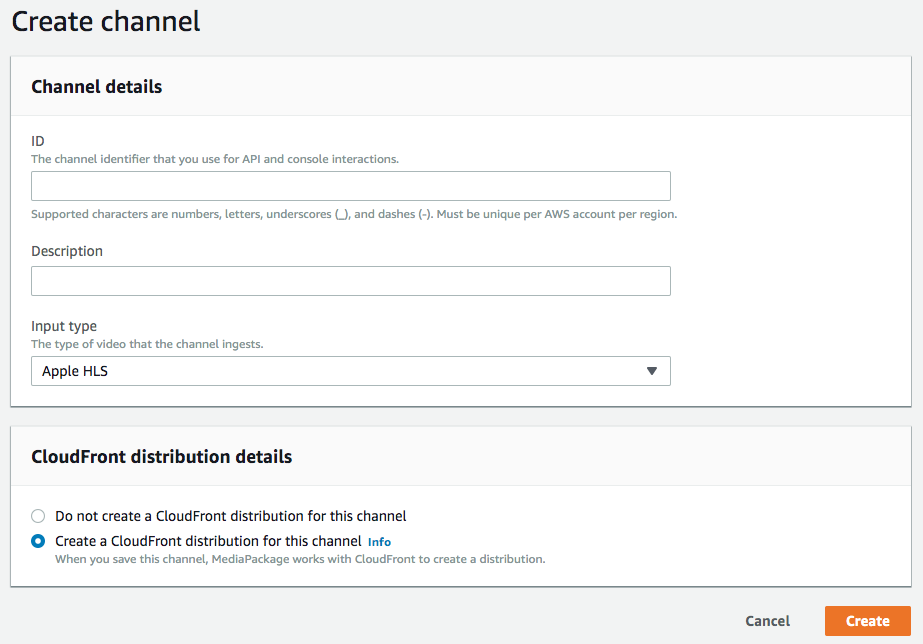 Create channel
Channel details
ID
The channel identifier that you use for API and console interactions.
Supported characters are numbers, letters, underscores (_), and dashes (-). Must be unique per AWS account per region.
Description
Input type
The type of video that the channel ingests.
Apple HLS
CloudFront distribution details
Do not create a CloudFront distribution for this channel
Create a CloudFront distribution for this channel Info
When you save this channel, MediaPackage works with CloudFront to create a distribution.
Cancel Create